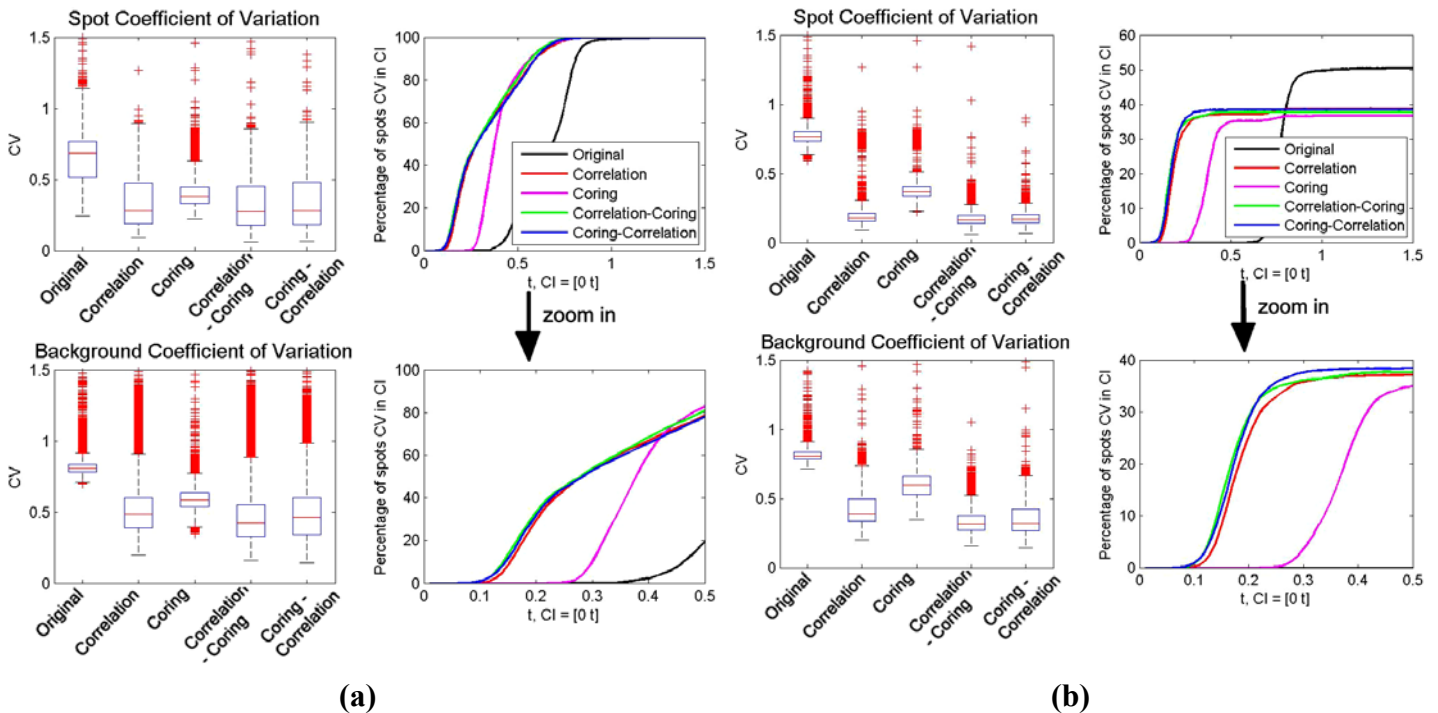 Spot Coefficient of Variation
1.5
1
0.5
0
CV
Original
Correlation
Coring
Correlation
- Coring
Coring -
Correlation
100
80
60
40
20
0
Percentage of spots CV in CI
Original
Correlation
Coring
Correlation-Coring
Coring-Correlation
0
0.5
1
1.5
t, CI = [0 t]
zoom in
Background Coefficient of Variation
1.5
1
0.5
0
CV
Original
Correlation
Coring
Correlation
- Coring
Coring -
Correlation
100
80
60
40
20
0
Percentage of spots CV in CI
0
0.1
0.2
0.3
0.4
0.5
t, CI = [0 t]
(a)
Spot Coefficient of Variation
1.5
1
0.5
0
CV
Original
Correlation
Coring
Correlation
- Coring
Coring -
Correlation
60
50
40
30
20
10
0
Percentage of spots CV in CI
Original
Correlation
Coring
Correlation-Coring
Coring-Correlation
0
0.5
1
1.5
t, CI = [0 t]
zoom in
Background Coefficient of Variation
1.5
1
0.5
0
CV
Original
Correlation
Coring
Correlation
- Coring
Coring -
Correlation
40
30
20
10
0
Percentage of spots CV in CI
0
0.1
0.2
0.3
0.4
0.5
t, CI = [0 t]
(b)